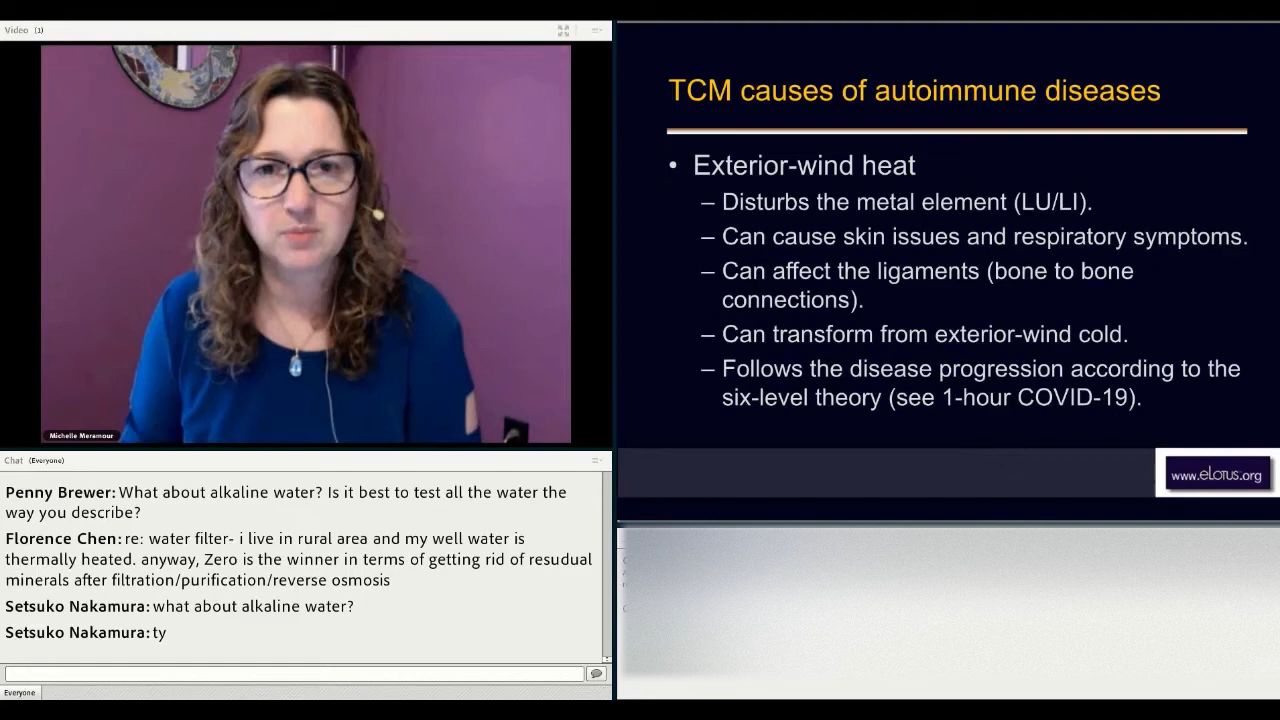 Video (1)
Michelle Meramour
Chat (Everyone)
Penny Brewer: What about alkaline water? Is it best to test all the water the
way you describe?
Florence Chen: re: water filter- i live in rural area and my well water is
thermally heated. anyway, Zero is the winner in terms of getting rid of resudual
minerals after filtration/purification/reverse osmosis
Setsuko Nakamura: what about alkaline water?
Setsuko Nakamura: ty
Everyone
TCM causes of autoimmune diseases
• Exterior-wind heat
– Disturbs the metal element (LU/LI).
– Can cause skin issues and respiratory symptoms.
– Can affect the ligaments (bone to bone
connections).
– Can transform from exterior-wind cold.
– Follows the disease progression according to the
six-level theory (see 1-hour COVID-19).
www.eLotus.org